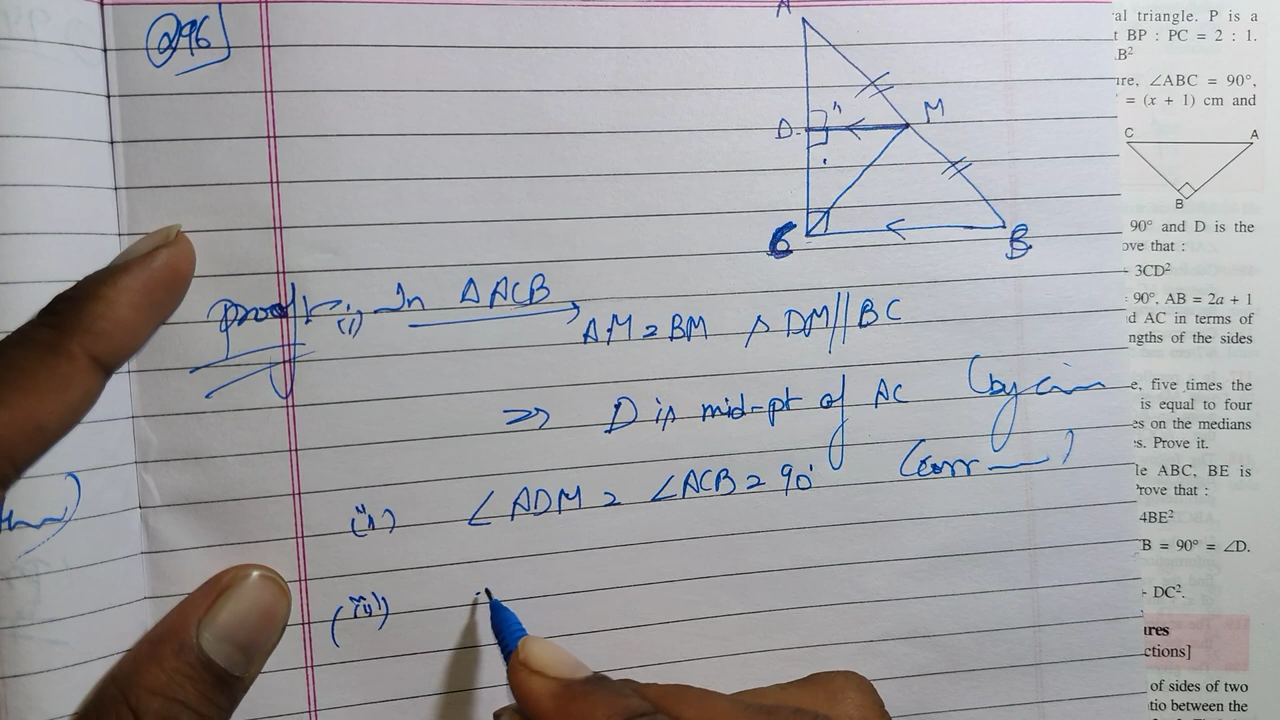 Q96
A
D
M
C
B
Proof:- (i) In △ACB
AM = BM , DM // BC
⇒ D is mid-pt of AC (by
(ii) ∠ADM = ∠ACB = 90° (corr )
(iii)
al triangle. P is a
BP : PC = 2 : 1.
B²
re, ∠ABC = 90°,
= (x + 1) cm and
C A
B
90° and D is the
ove that :
3CD²
90°, AB = 2a + 1
d AC in terms of
ngths of the sides
e, five times the
is equal to four
es on the medians
s. Prove it.
le ABC, BE is
rove that :
4BE²
B = 90° = ∠D.
DC².
ures
ctions]
of sides of two
tio between the